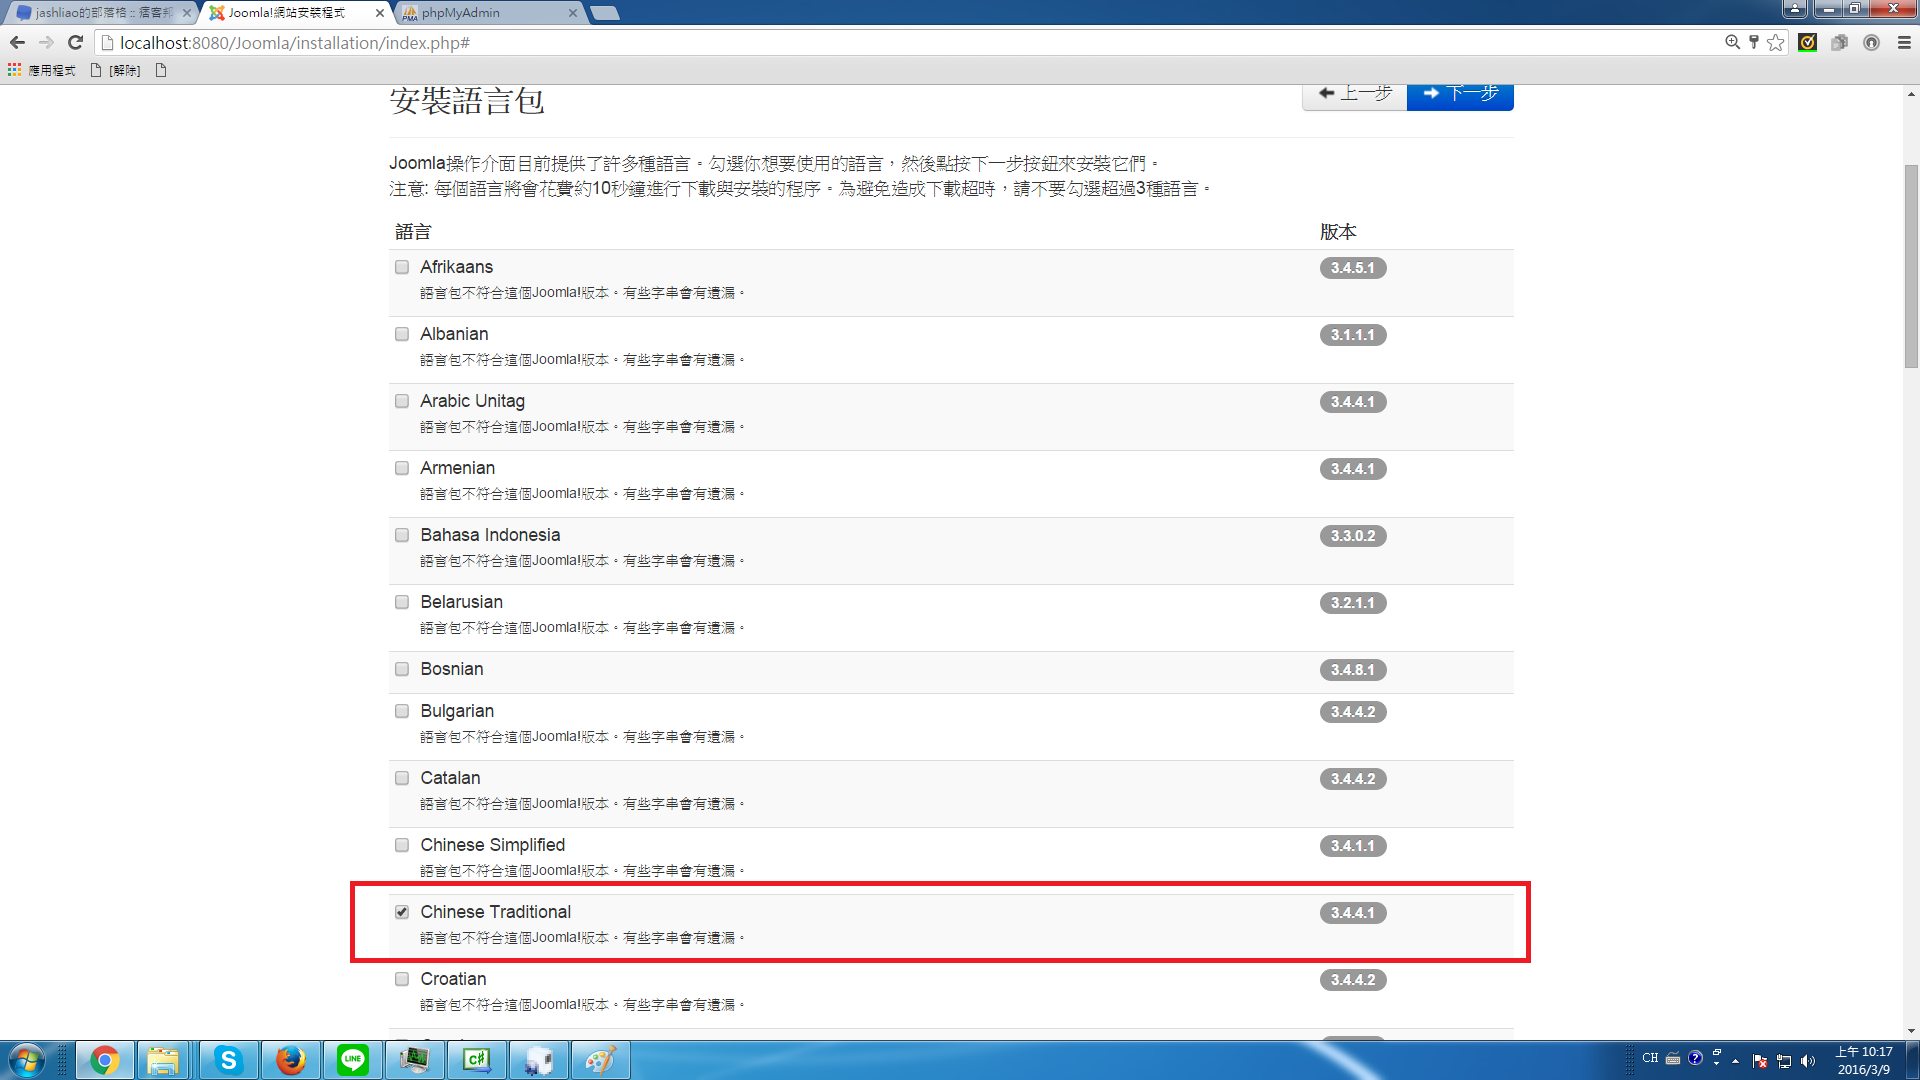 jashliao的部落格 :: 痞客邦
Joomla!網站安裝程式
phpMyAdmin
localhost:8080/Joomla/installation/index.php#
應用程式
[解除]
安裝語言包
上一步
下一步
Joomla操作介面目前提供了許多種語言。勾選你想要使用的語言，然後點按下一步按鈕來安裝它們。
注意: 每個語言將會花費約10秒鐘進行下載與安裝的程序。為避免造成下載超時，請不要勾選超過3種語言。
語言 版本
Afrikaans 3.4.5.1
語言包不符合這個Joomla!版本。有些字串會有遺漏。
Albanian 3.1.1.1
語言包不符合這個Joomla!版本。有些字串會有遺漏。
Arabic Unitag 3.4.4.1
語言包不符合這個Joomla!版本。有些字串會有遺漏。
Armenian 3.4.4.1
語言包不符合這個Joomla!版本。有些字串會有遺漏。
Bahasa Indonesia 3.3.0.2
語言包不符合這個Joomla!版本。有些字串會有遺漏。
Belarusian 3.2.1.1
語言包不符合這個Joomla!版本。有些字串會有遺漏。
Bosnian 3.4.8.1
Bulgarian 3.4.4.2
語言包不符合這個Joomla!版本。有些字串會有遺漏。
Catalan 3.4.4.2
語言包不符合這個Joomla!版本。有些字串會有遺漏。
Chinese Simplified 3.4.1.1
語言包不符合這個Joomla!版本。有些字串會有遺漏。
Chinese Traditional 3.4.4.1
語言包不符合這個Joomla!版本。有些字串會有遺漏。
Croatian 3.4.4.2
語言包不符合這個Joomla!版本。有些字串會有遺漏。
LINE
C#
CH
上午 10:17
2016/3/9